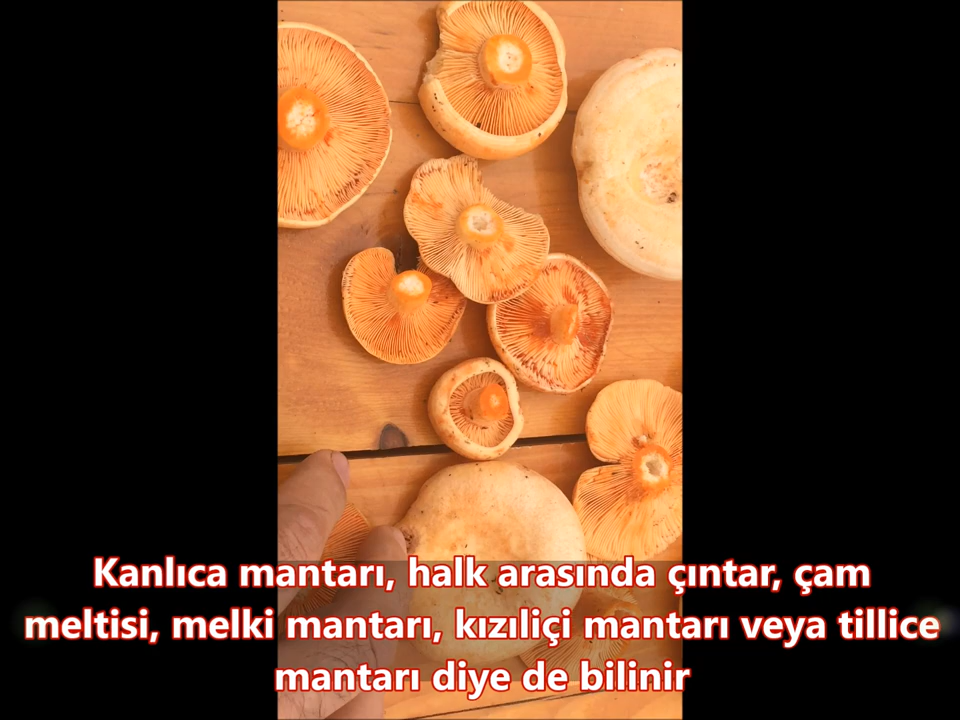 Kanlıca mantarı, halk arasında çıntar, çam
meltisi, melki mantarı, kızıliçi mantarı veya tillice
mantarı diye de bilinir